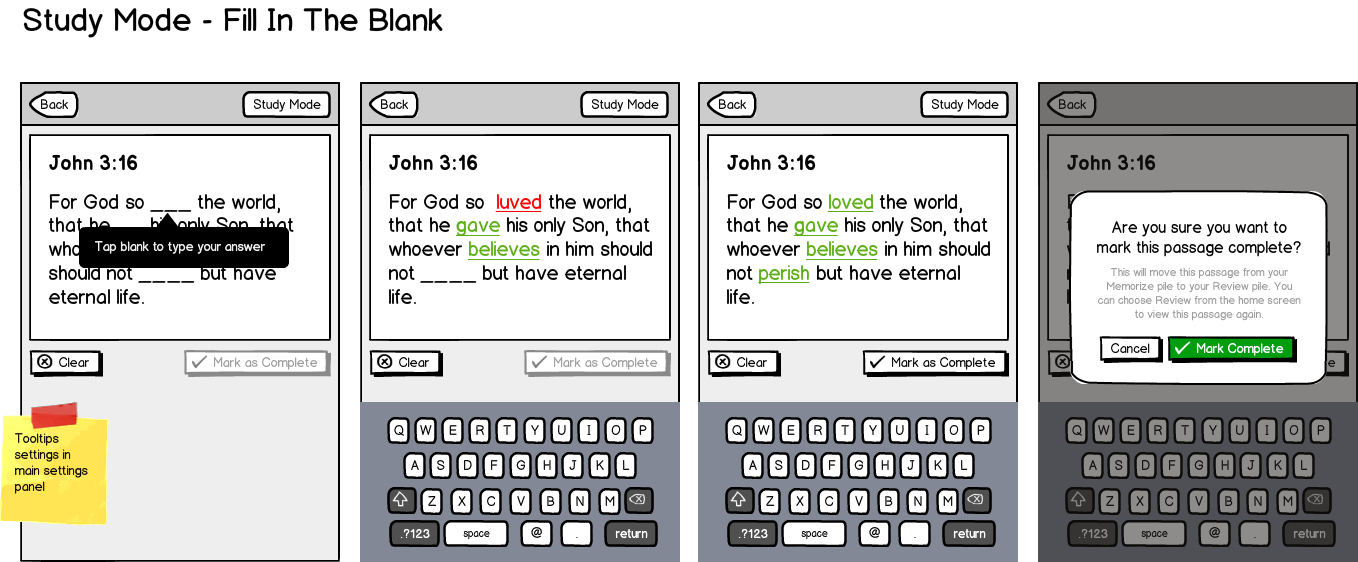 Study Mode - Fill In The Blank
Back
Study Mode
John 3:16
For God so ___ the world,
that he his only Son, that
Tap blank to type your answer
should not ____ but have
eternal life.
Clear
Mark as Complete
Tooltips
settings in
main settings
panel
Back
Study Mode
John 3:16
For God so luved the world,
that he gave his only Son, that
whoever believes in him should
not ____ but have eternal
life.
Clear
Mark as Complete
Q W E R T Y U I O P
A S D F G H J K L
Z X C V B N M
.?123 space @ . return
Back
Study Mode
John 3:16
For God so loved the world,
that he gave his only Son, that
whoever believes in him should
not perish but have eternal
life.
Clear
Mark as Complete
Q W E R T Y U I O P
A S D F G H J K L
Z X C V B N M
.?123 space @ . return
Back
John 3:16
Are you sure you want to
mark this passage complete?
This will move this passage from your
Memorize pile to your Review pile. You
can choose Review from the home screen
to view this passage again.
Cancel
Mark Complete
Q W E R T Y U I O P
A S D F G H J K L
Z X C V B N M
.?123 space @ . return